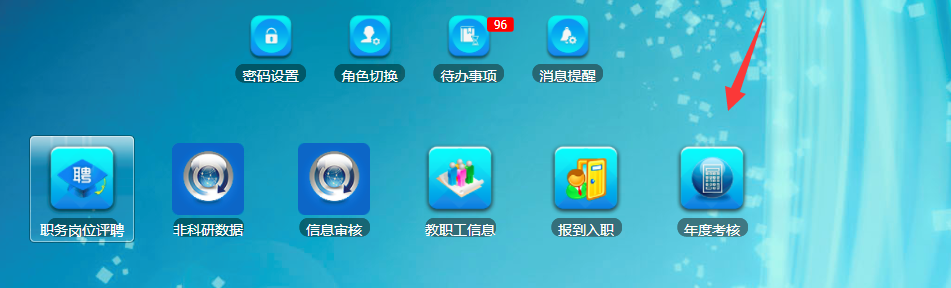 96
密码设置
角色切换
待办事项
消息提醒
聘
职务岗位评聘
非科研数据
信息审核
教职工信息
报到入职
年度考核